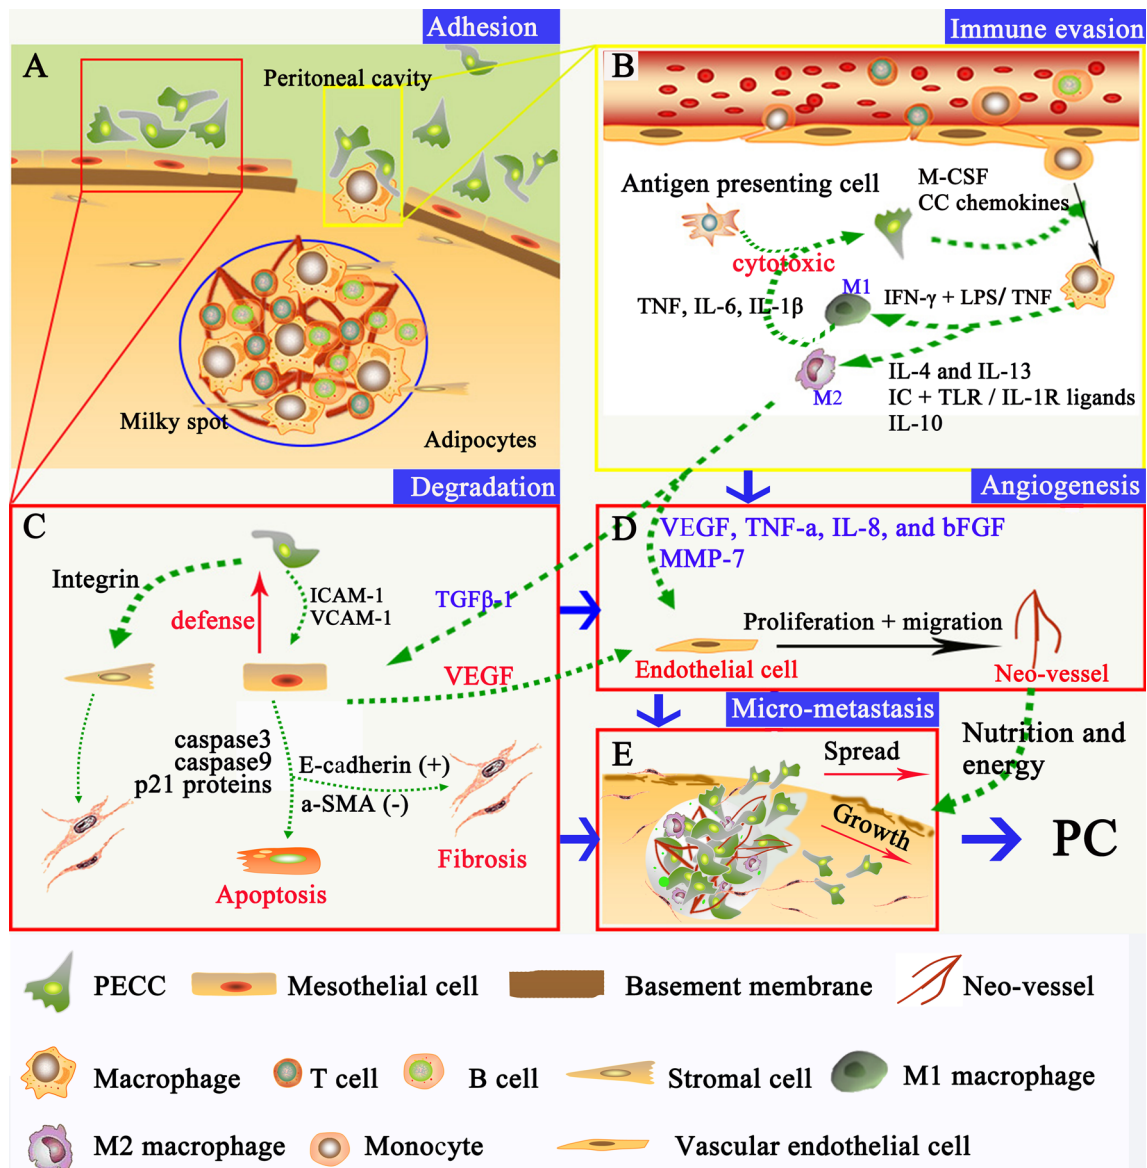 Adhesion
A
Peritoneal cavity
Milky spot
Adipocytes
Immune evasion
B
Antigen presenting cell
M-CSF
CC chemokines
cytotoxic
TNF, IL-6, IL-1β
M1
IFN-γ + LPS/ TNF
M2
IL-4 and IL-13
IC + TLR / IL-1R ligands
IL-10
Degradation
C
Integrin
defense
ICAM-1
VCAM-1
TGFβ-1
VEGF
caspase3
caspase9
p21 proteins
E-cadherin (+)
a-SMA (-)
Apoptosis
Fibrosis
Angiogenesis
D
VEGF, TNF-a, IL-8, and bFGF
MMP-7
Proliferation + migration
Endothelial cell
Neo-vessel
Micro-metastasis
E
Spread
Growth
Nutrition and
energy
PC
PECC
Mesothelial cell
Basement membrane
Neo-vessel
Macrophage
T cell
B cell
Stromal cell
M1 macrophage
M2 macrophage
Monocyte
Vascular endothelial cell